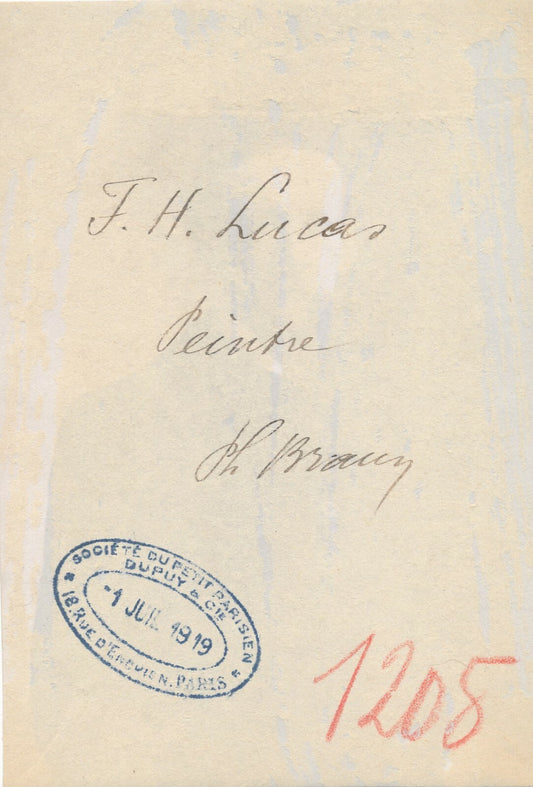 F. H. Lucas
Peintre
Ph Braun
SOCIÉTÉ DU PETIT PARISIEN
DUPUY & CIE
-1 JUIL 1919
18. RUE D'ENGHIEN. PARIS
1205